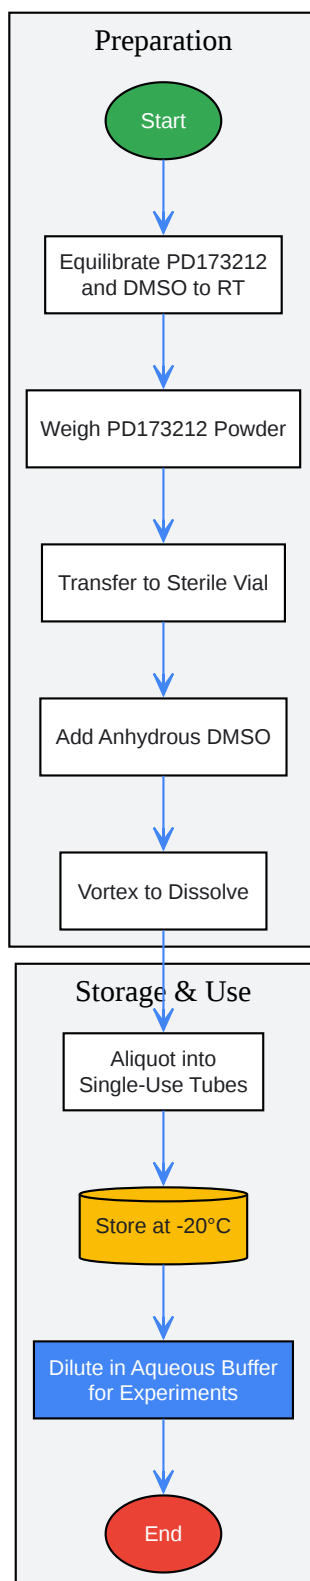 Preparation
Start
Equilibrate PD173212
and DMSO to RT
Weigh PD173212 Powder
Transfer to Sterile Vial
Add Anhydrous DMSO
Vortex to Dissolve
Storage & Use
Aliquot into
Single-Use Tubes
Store at -20°C
Dilute in Aqueous Buffer
for Experiments
End